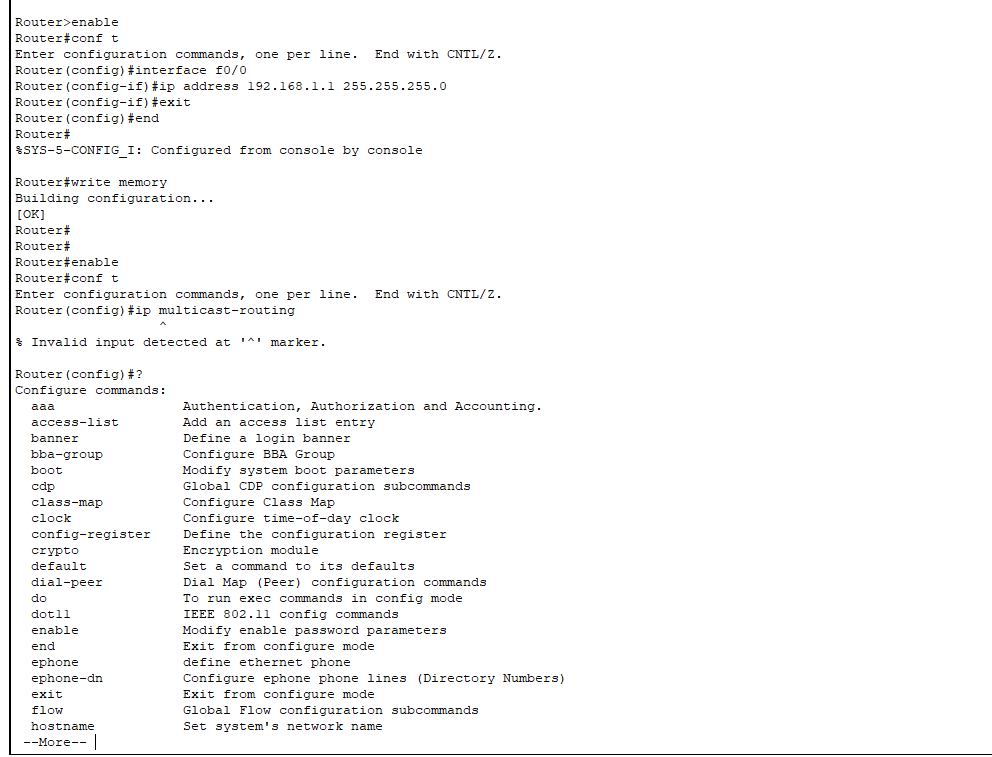 Router>enable
Router#conf t
Enter configuration commands, one per line.  End with CNTL/Z.
Router(config)#interface f0/0
Router(config-if)#ip address 192.168.1.1 255.255.255.0
Router(config-if)#exit
Router(config)#end
Router#
%SYS-5-CONFIG_I: Configured from console by console

Router#write memory
Building configuration...
[OK]
Router#
Router#
Router#enable
Router#conf t
Enter configuration commands, one per line.  End with CNTL/Z.
Router(config)#ip multicast-routing
                  ^
% Invalid input detected at '^' marker.

Router(config)#?
Configure commands:
  aaa                Authentication, Authorization and Accounting.
  access-list        Add an access list entry
  banner             Define a login banner
  bba-group          Configure BBA Group
  boot               Modify system boot parameters
  cdp                Global CDP configuration subcommands
  class-map          Configure Class Map
  clock              Configure time-of-day clock
  config-register    Define the configuration register
  crypto             Encryption module
  default            Set a command to its defaults
  dial-peer          Dial Map (Peer) configuration commands
  do                 To run exec commands in config mode
  dot11              IEEE 802.11 config commands
  enable             Modify enable password parameters
  end                Exit from configure mode
  ephone             define ethernet phone
  ephone-dn          Configure ephone phone lines (Directory Numbers)
  exit               Exit from configure mode
  flow               Global Flow configuration subcommands
  hostname           Set system's network name
 --More--